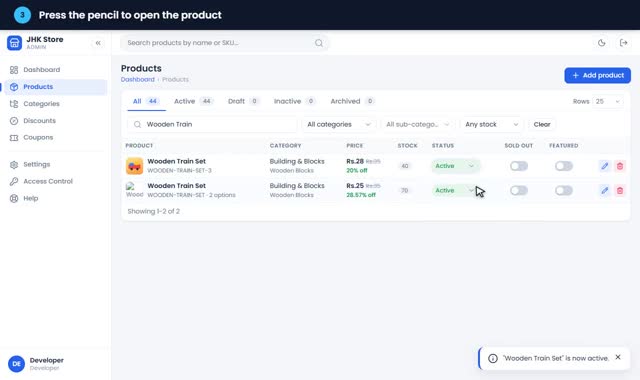 3 Press the pencil to open the product
JHK Store
ADMIN
Search products by name or SKU...
Dashboard
Products
Categories
Discounts
Coupons
Settings
Access Control
Help
DE
Developer
Developer
Products
Dashboard › Products
+ Add product
All 44 Active 44 Draft 0 Inactive 0 Archived 0 Rows 25
Wooden Train All categories All sub-catego... Any stock Clear
PRODUCT CATEGORY PRICE STOCK STATUS SOLD OUT FEATURED
Wooden Train Set Building & Blocks Rs.28 Rs.35 40 Active
WOODEN-TRAIN-SET-3 Wooden Blocks 20% off
Wood Wooden Train Set Building & Blocks Rs.25 Rs.35 70 Active
WOODEN-TRAIN-SET · 2 options Wooden Blocks 28.57% off
Showing 1–2 of 2
"Wooden Train Set" is now active.